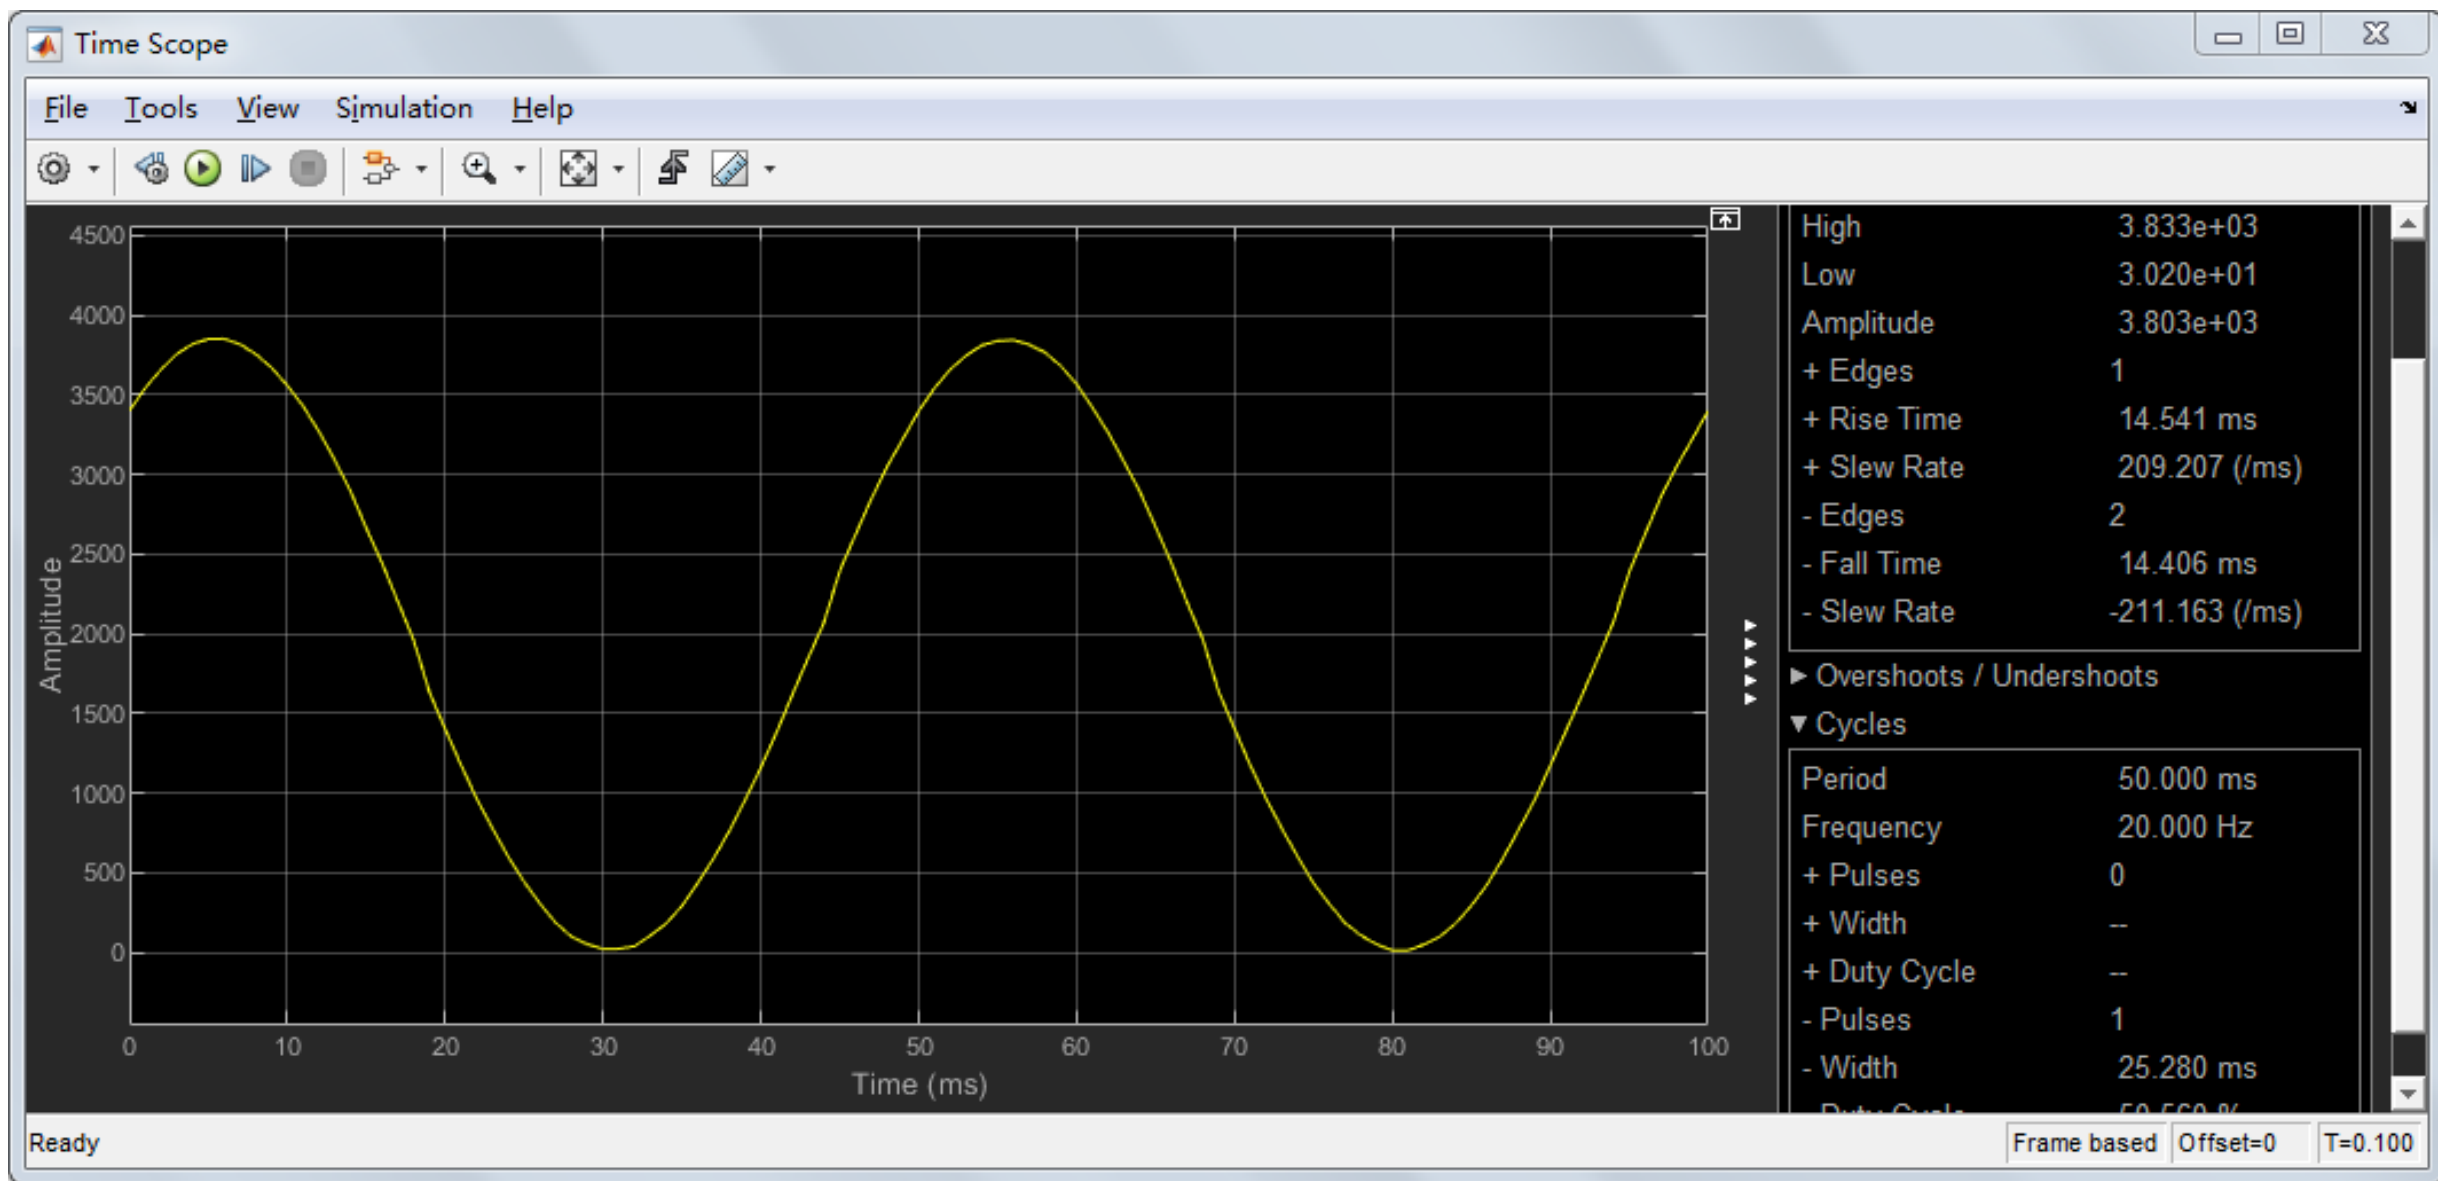 Time Scope
File Tools View Simulation Help
4500
4000
3500
3000
2500
2000
1500
1000
500
0
Amplitude
0 10 20 30 40 50 60 70 80 90 100
Time (ms)
High 3.833e+03
Low 3.020e+01
Amplitude 3.803e+03
+ Edges 1
+ Rise Time 14.541 ms
+ Slew Rate 209.207 (/ms)
- Edges 2
- Fall Time 14.406 ms
- Slew Rate -211.163 (/ms)
Overshoots / Undershoots
Cycles
Period 50.000 ms
Frequency 20.000 Hz
+ Pulses 0
+ Width --
+ Duty Cycle --
- Pulses 1
- Width 25.280 ms
Duty Cycle 50.560 %
Ready
Frame based Offset=0 T=0.100